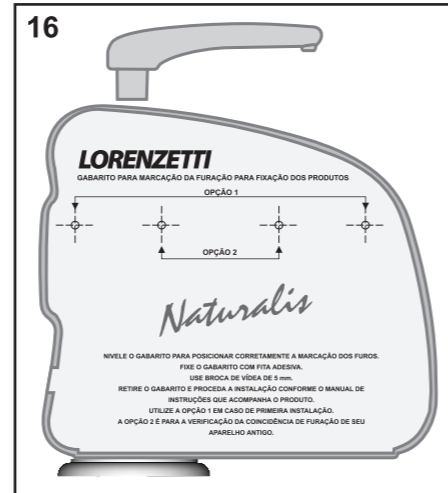 16
LORENZETTI
GABARITO PARA MARCAÇÃO DA FURAÇÃO PARA FIXAÇÃO DOS PRODUTOS
OPÇÃO 1
OPÇÃO 2
Naturalis
NIVELE O GABARITO PARA POSICIONAR CORRETAMENTE A MARCAÇÃO DOS FUROS.
FIXE O GABARITO COM FITA ADESIVA.
USE BROCA DE VÍDEA DE 5 mm.
RETIRE O GABARITO E PROCEDA A INSTALAÇÃO CONFORME O MANUAL DE
INSTRUÇÕES QUE ACOMPANHA O PRODUTO.
UTILIZE A OPÇÃO 1 EM CASO DE PRIMEIRA INSTALAÇÃO.
A OPÇÃO 2 É PARA A VERIFICAÇÃO DA COINCIDÊNCIA DE FURAÇÃO DE SEU
APARELHO ANTIGO.